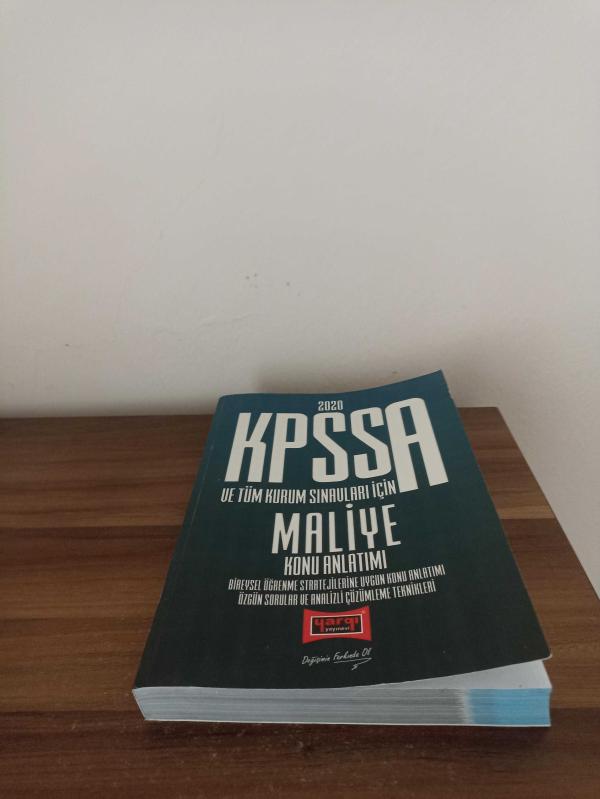 2020
KPSSA
VE TÜM KURUM SINAVLARI İÇİN
MALİYE
KONU ANLATIMI
BİREYSEL ÖĞRENME STRATEJİLERİNE UYGUN KONU ANLATIMI
ÖZGÜN SORULAR VE ANALİZLİ ÇÖZÜMLEME TEKNİKLERİ
yargı
yayınevi
Değişimin Farkında Ol